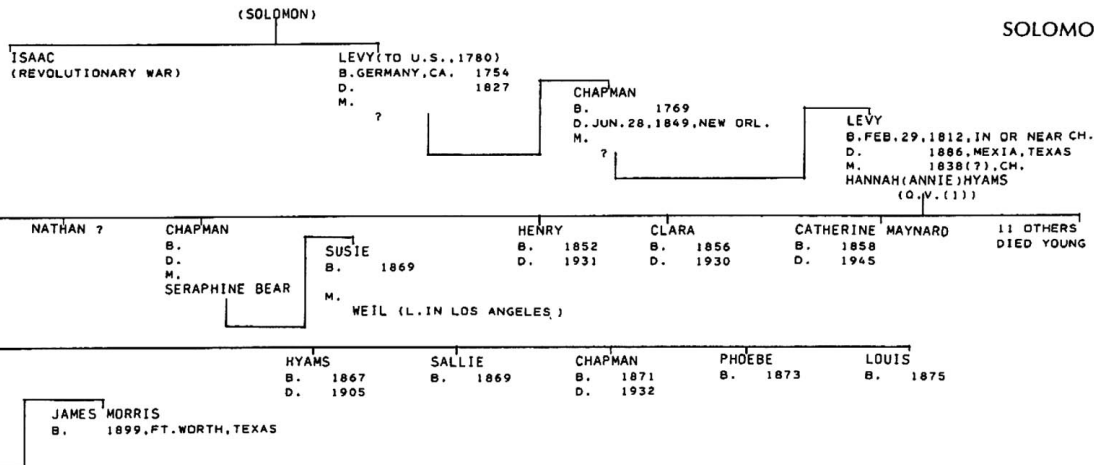 (SOLOMON)
SOLOMO
ISAAC
(REVOLUTIONARY WAR)
LEVY(TO U.S.,1780)
B.GERMANY,CA. 1754
D. 1827
M.
?
CHAPMAN
B. 1769
D.JUN.28,1849,NEW ORL.
M.
?
LEVY
B.FEB.29,1812,IN OR NEAR CH.
D. 1886,MEXIA,TEXAS
M. 1838(?),CH.
HANNAH(ANNIE)HYAMS
(Q.V.(1))
NATHAN ?
CHAPMAN
B.
D.
M.
SERAPHINE BEAR
SUSIE
B. 1869
M.
WEIL (L.IN LOS ANGELES.)
HENRY
B. 1852
D. 1931
CLARA
B. 1856
D. 1930
CATHERINE MAYNARD
B. 1858
D. 1945
11 OTHERS
DIED YOUNG
HYAMS
B. 1867
D. 1905
SALLIE
B. 1869
CHAPMAN
B. 1871
D. 1932
PHOEBE
B. 1873
LOUIS
B. 1875
JAMES MORRIS
B. 1899,FT.WORTH,TEXAS